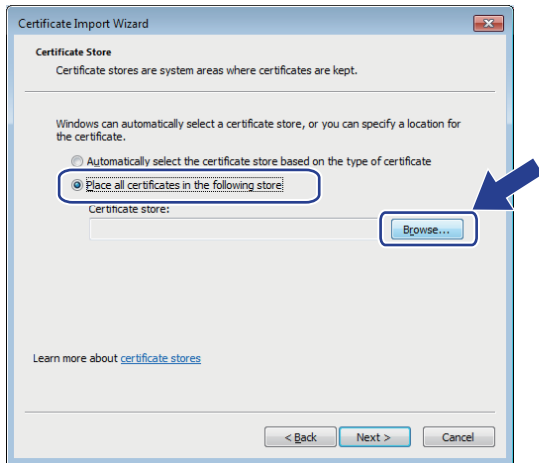 Certificate Import Wizard
Certificate Store
Certificate stores are system areas where certificates are kept.
Windows can automatically select a certificate store, or you can specify a location for
the certificate.
Automatically select the certificate store based on the type of certificate
Place all certificates in the following store
Certificate store:
Browse...
Learn more about certificate stores
< Back Next > Cancel